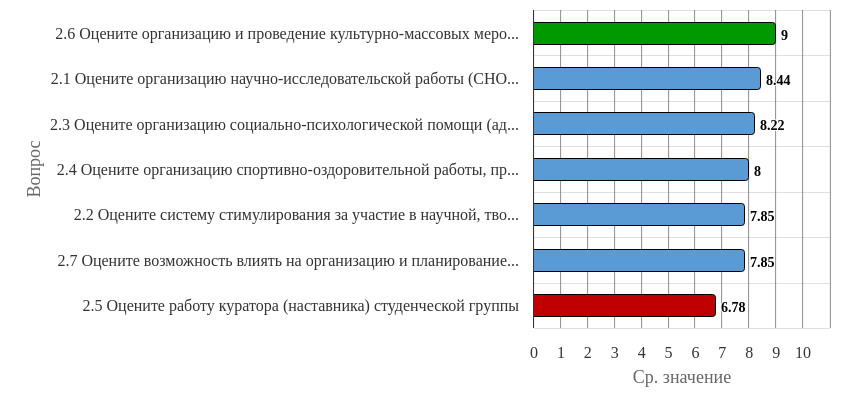 2.6 Оцените организацию и проведение культурно-массовых меро... 9
2.1 Оцените организацию научно-исследовательской работы (СНО... 8.44
2.3 Оцените организацию социально-психологической помощи (ад... 8.22
2.4 Оцените организацию спортивно-оздоровительной работы, пр... 8
2.2 Оцените систему стимулирования за участие в научной, тво... 7.85
2.7 Оцените возможность влиять на организацию и планирование... 7.85
2.5 Оцените работу куратора (наставника) студенческой группы 6.78
Вопрос
0 1 2 3 4 5 6 7 8 9 10
Ср. значение